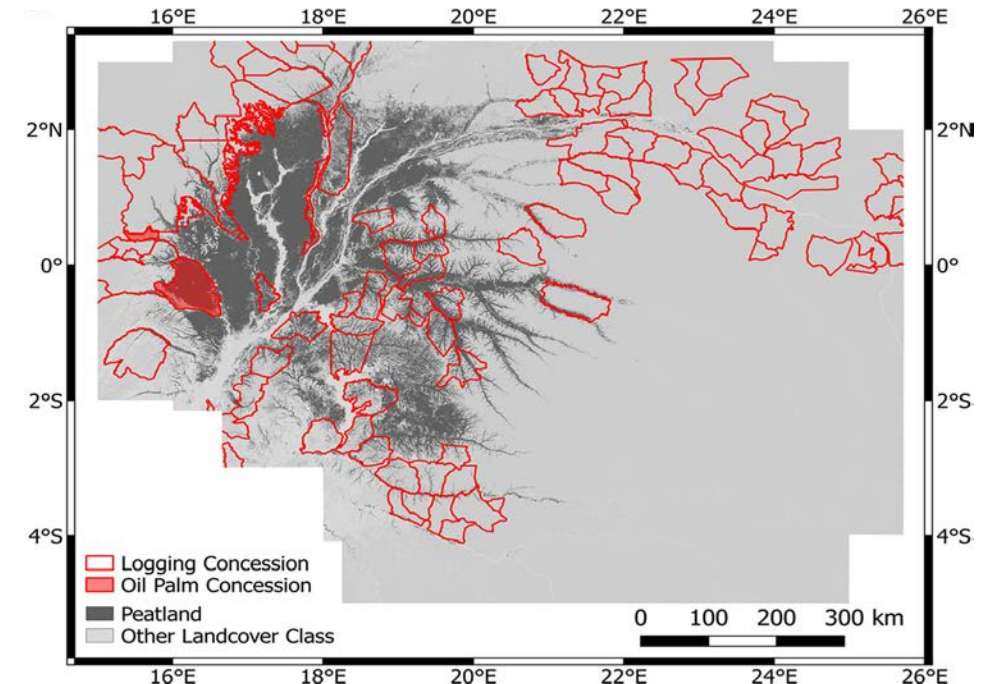 16°E 18°E 20°E 22°E 24°E 26°E
2°N 2°N
0° 0°
2°S 2°S
4°S 4°S
Logging Concession
Oil Palm Concession
Peatland
Other Landcover Class
0 100 200 300 km
16°E 18°E 20°E 22°E 24°E 26°E